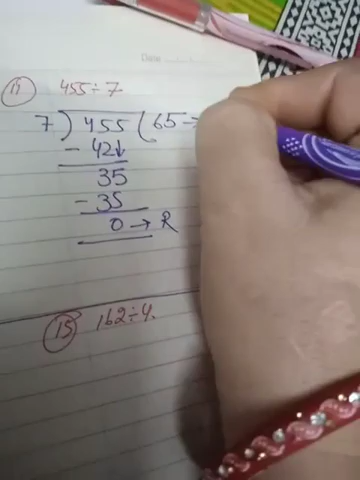 Date
14 455÷7
7 ) 455 ( 65 →
- 42↓
35
- 35
0 → R
15 162÷4.